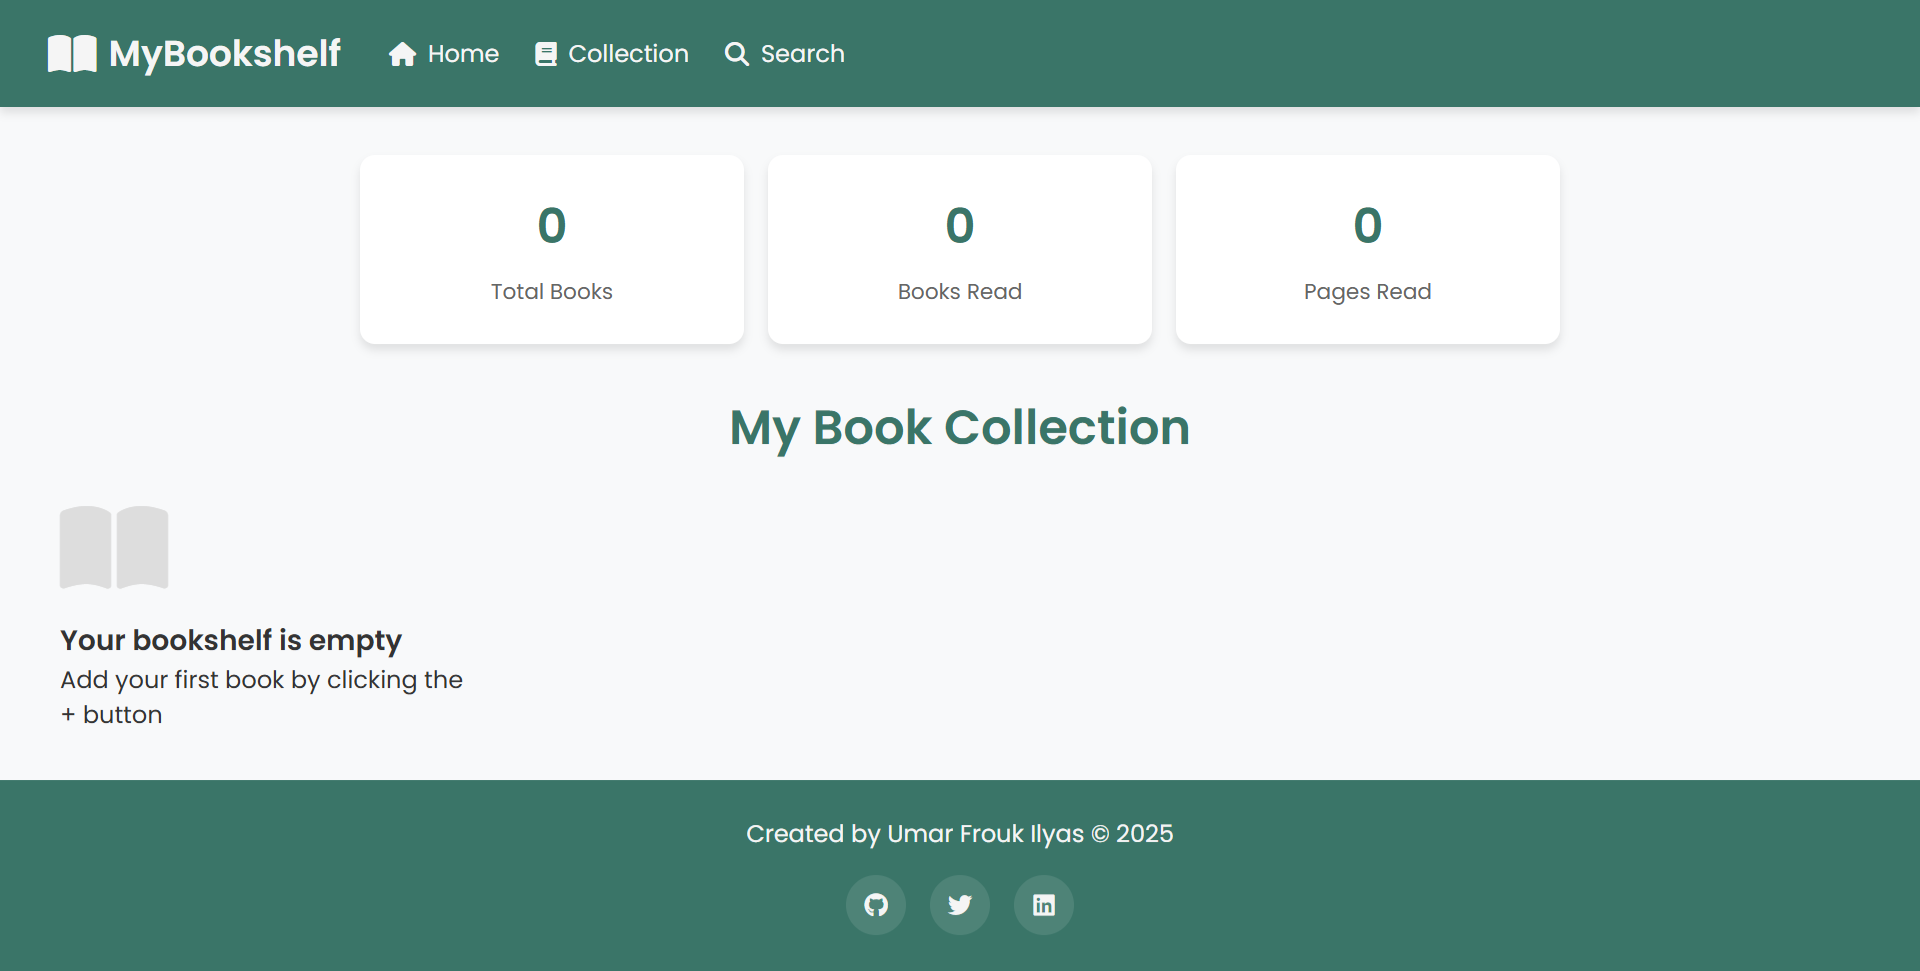 MyBookshelf
Home
Collection
Search
0
Total Books
0
Books Read
0
Pages Read
My Book Collection
Your bookshelf is empty
Add your first book by clicking the
+ button
Created by Umar Frouk Ilyas © 2025